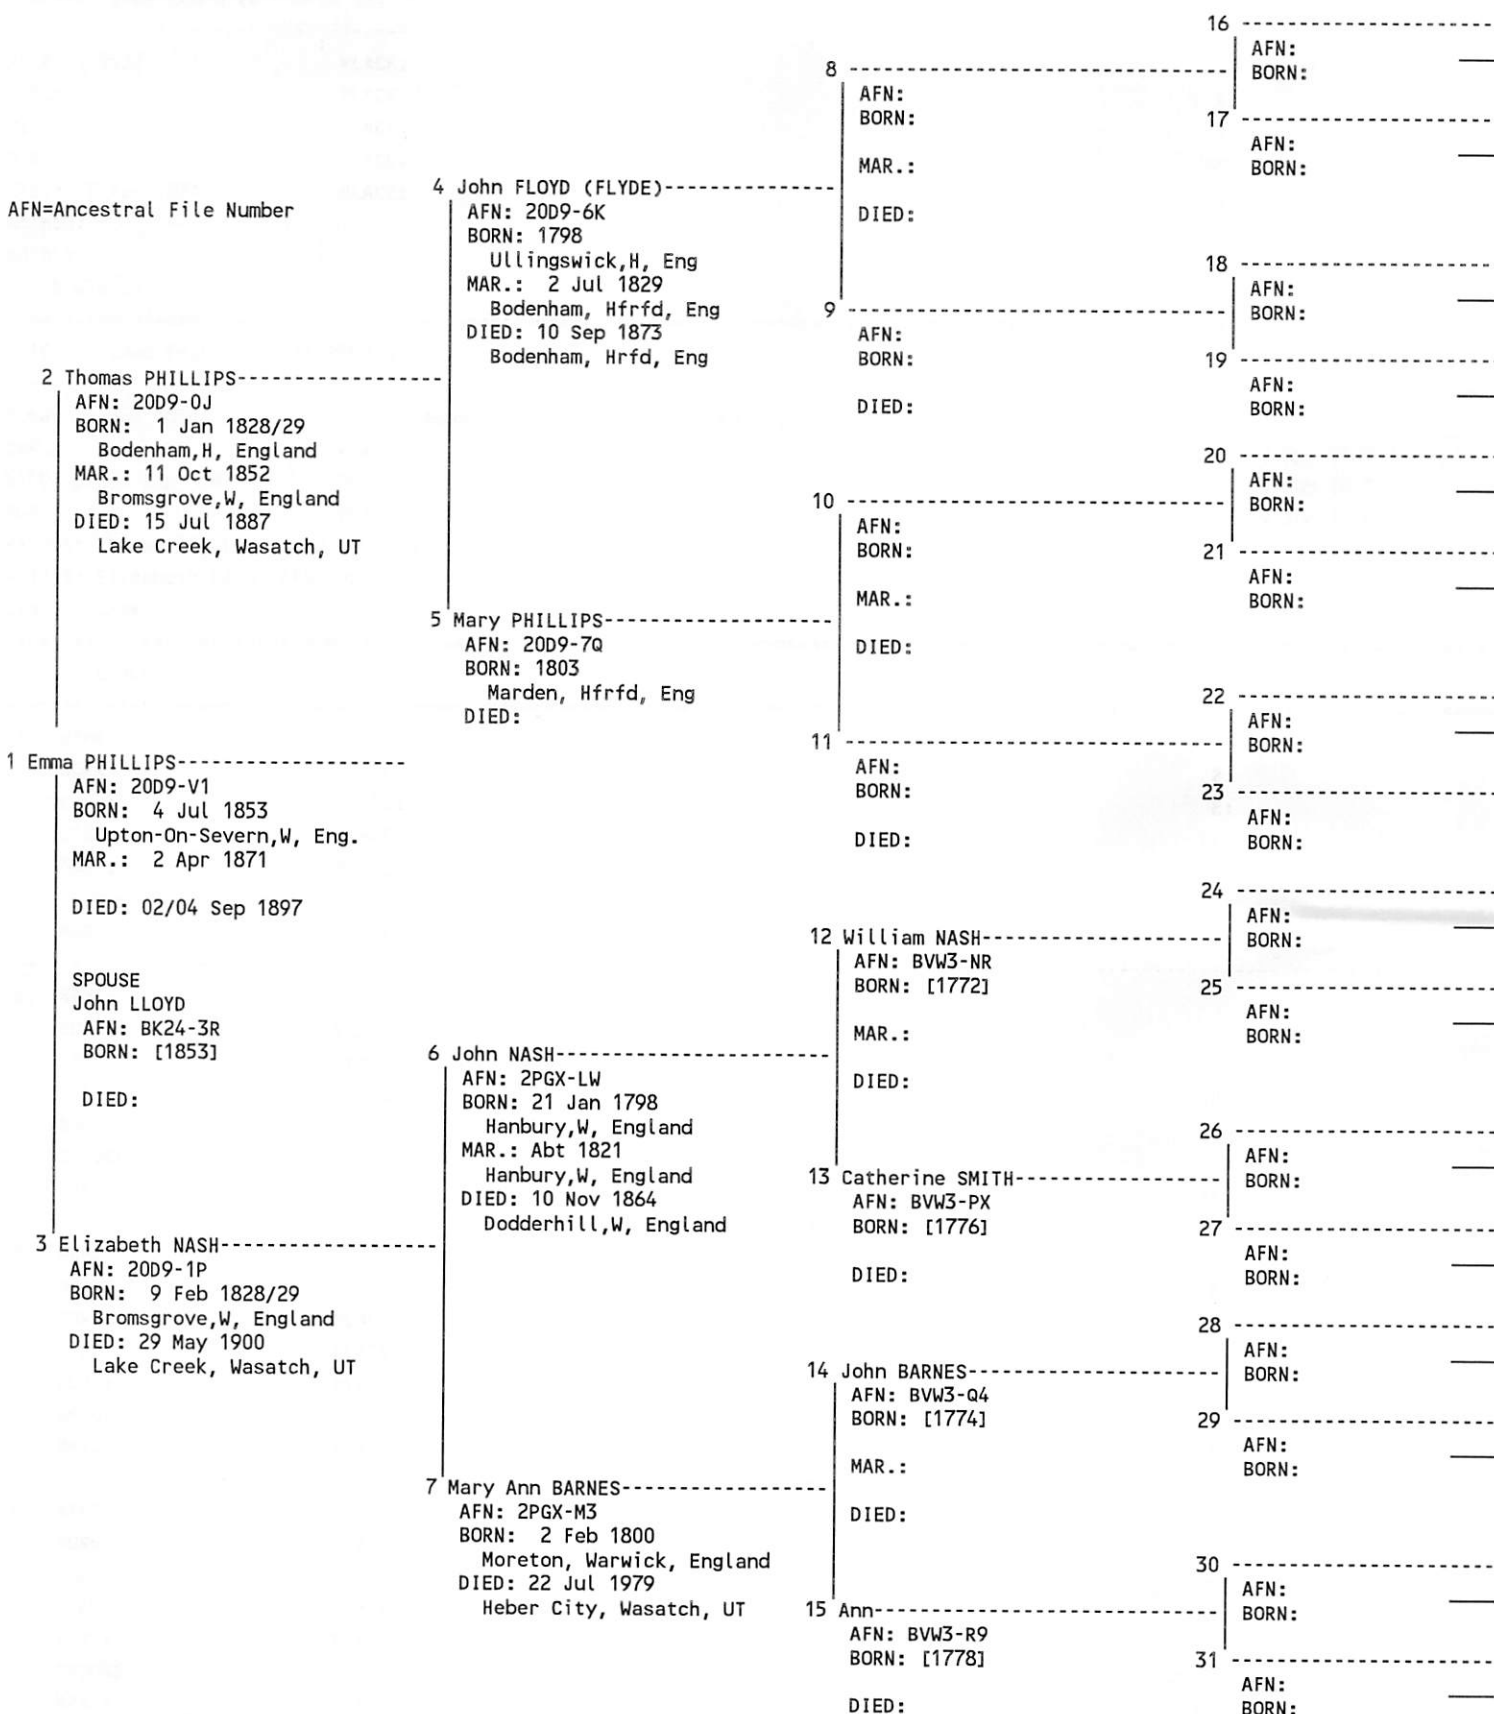 AFN=Ancestral File Number
1 Emma PHILLIPS-------------------
AFN: 20D9-V1
BORN: 4 Jul 1853
Upton-On-Severn,W, Eng.
MAR.: 2 Apr 1871
DIED: 02/04 Sep 1897
SPOUSE
John LLOYD
AFN: BK24-3R
BORN: [1853]
DIED:
2 Thomas PHILLIPS-----------------
AFN: 20D9-0J
BORN: 1 Jan 1828/29
Bodenham,H, England
MAR.: 11 Oct 1852
Bromsgrove,W, England
DIED: 15 Jul 1887
Lake Creek, Wasatch, UT
3 Elizabeth NASH------------------
AFN: 20D9-1P
BORN: 9 Feb 1828/29
Bromsgrove,W, England
DIED: 29 May 1900
Lake Creek, Wasatch, UT
4 John FLOYD (FLYDE)--------------
AFN: 20D9-6K
BORN: 1798
Ullingswick,H, Eng
MAR.: 2 Jul 1829
Bodenham, Hfrfd, Eng
DIED: 10 Sep 1873
Bodenham, Hrfd, Eng
5 Mary PHILLIPS-------------------
AFN: 20D9-7Q
BORN: 1803
Marden, Hfrfd, Eng
DIED:
6 John NASH-----------------------
AFN: 2PGX-LW
BORN: 21 Jan 1798
Hanbury,W, England
MAR.: Abt 1821
Hanbury,W, England
DIED: 10 Nov 1864
Dodderhill,W, England
7 Mary Ann BARNES-----------------
AFN: 2PGX-M3
BORN: 2 Feb 1800
Moreton, Warwick, England
DIED: 22 Jul 1979
Heber City, Wasatch, UT
8 --------------------------------
AFN:
BORN:
MAR.:
DIED:
9 --------------------------------
AFN:
BORN:
DIED:
10 -------------------------------
AFN:
BORN:
MAR.:
DIED:
11 -------------------------------
AFN:
BORN:
DIED:
12 William NASH--------------------
AFN: BVW3-NR
BORN: [1772]
MAR.:
DIED:
13 Catherine SMITH-----------------
AFN: BVW3-PX
BORN: [1776]
DIED:
14 John BARNES---------------------
AFN: BVW3-Q4
BORN: [1774]
MAR.:
DIED:
15 Ann-----------------------------
AFN: BVW3-R9
BORN: [1778]
DIED:
16 ----------------------
AFN:
BORN:
17 ----------------------
AFN:
BORN:
18 ----------------------
AFN:
BORN:
19 ----------------------
AFN:
BORN:
20 ----------------------
AFN:
BORN:
21 ----------------------
AFN:
BORN:
22 ----------------------
AFN:
BORN:
23 ----------------------
AFN:
BORN:
24 ----------------------
AFN:
BORN:
25 ----------------------
AFN:
BORN:
26 ----------------------
AFN:
BORN:
27 ----------------------
AFN:
BORN:
28 ----------------------
AFN:
BORN:
29 ----------------------
AFN:
BORN:
30 ----------------------
AFN:
BORN:
31 ----------------------
AFN:
BORN: